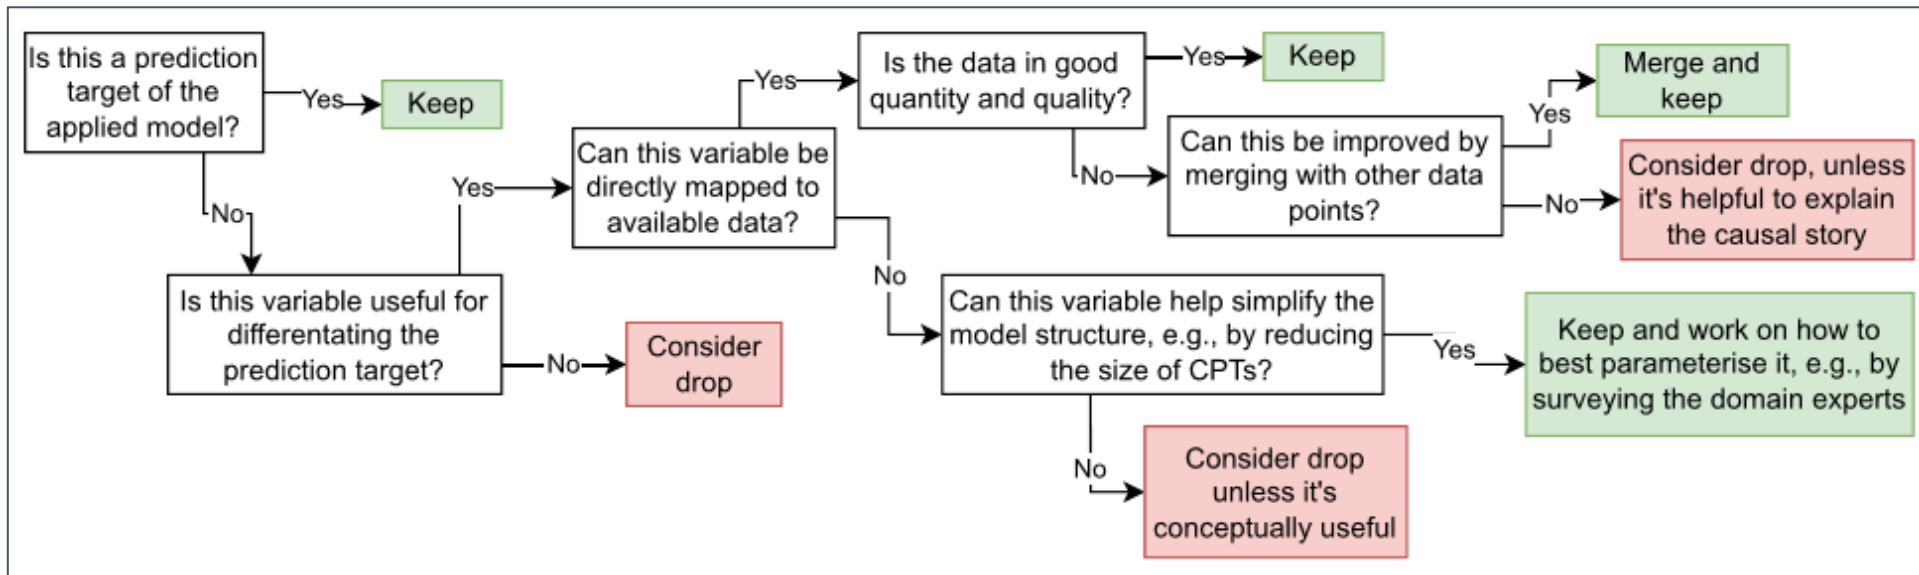 Is this a prediction
target of the
applied model?
Yes
Keep
No
Is this variable useful for
differentating the
prediction target?
No
Consider
drop
Yes
Can this variable be
directly mapped to
available data?
Yes
Is the data in good
quantity and quality?
Yes
Keep
No
Can this be improved by
merging with other data
points?
Yes
Merge and
keep
No
Consider drop, unless
it's helpful to explain
the causal story
No
Can this variable help simplify the
model structure, e.g., by reducing
the size of CPTs?
Yes
Keep and work on how to
best parameterise it, e.g., by
surveying the domain experts
No
Consider drop
unless it's
conceptually useful